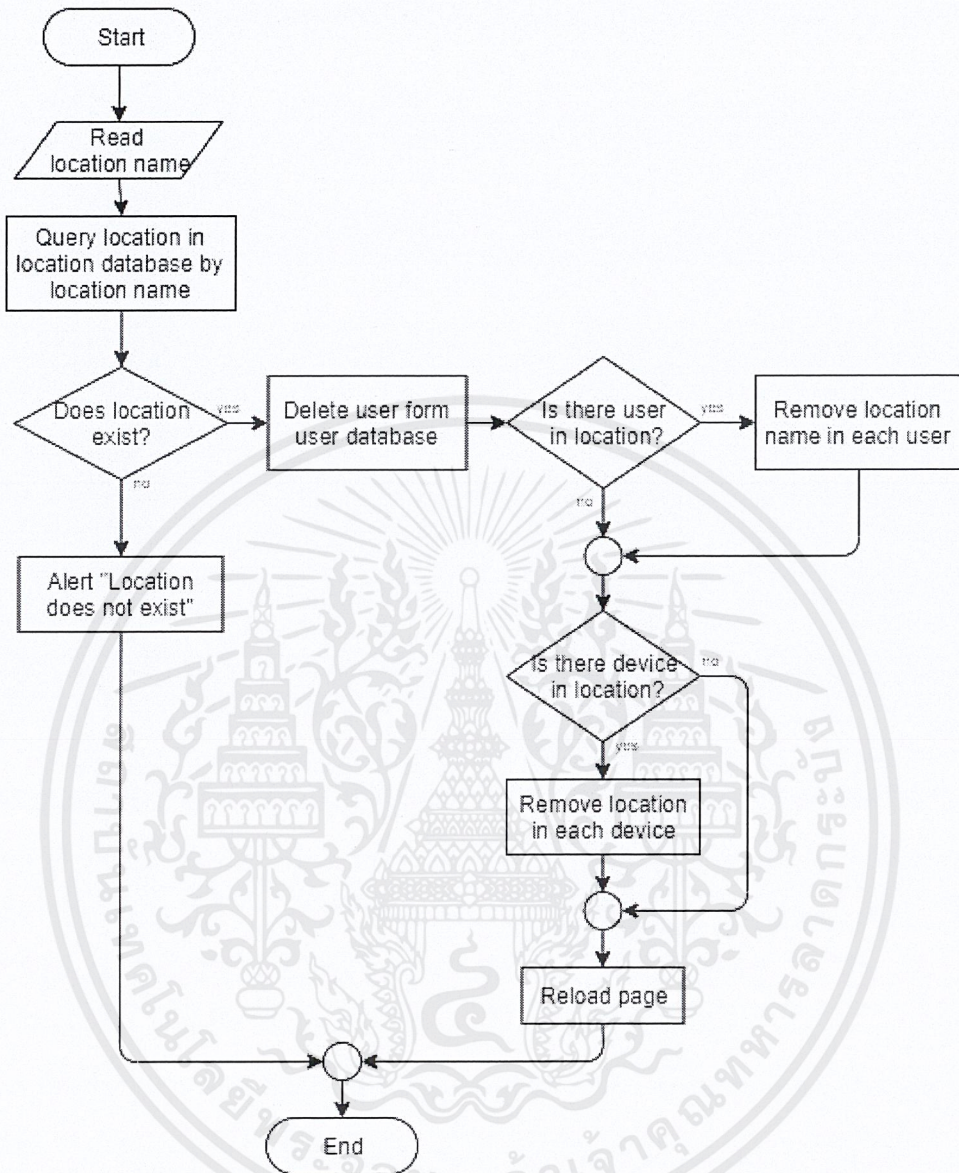 Start
Read
location name
Query location in
location database by
location name
Does location
exist?
yes
no
Delete user form
user database
Is there user
in location?
yes
no
Remove location
name in each user
Alert "Location
does not exist"
Is there device
in location?
no
yes
Remove location
in each device
Reload page
End